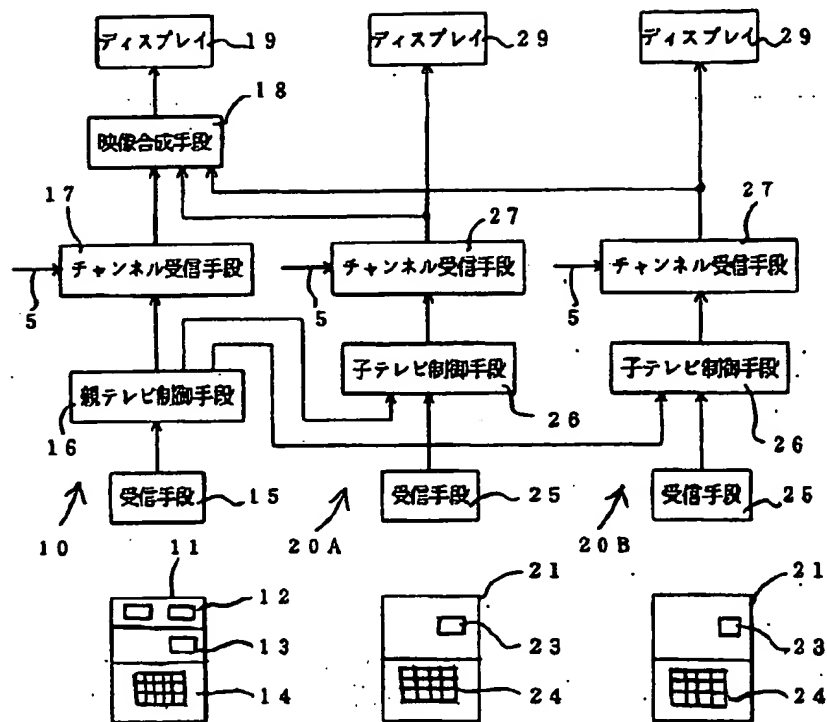 ディスプレイ 19
ディスプレイ 29
ディスプレイ 29
映像合成手段 18
チャンネル受信手段 17
チャンネル受信手段 27
チャンネル受信手段 27
5
5
5
親テレビ制御手段
16
子テレビ制御手段
26
子テレビ制御手段
26
受信手段 15
受信手段 25
受信手段 25
10
20A
20B
11
12
13
14
21
23
24
21
23
24